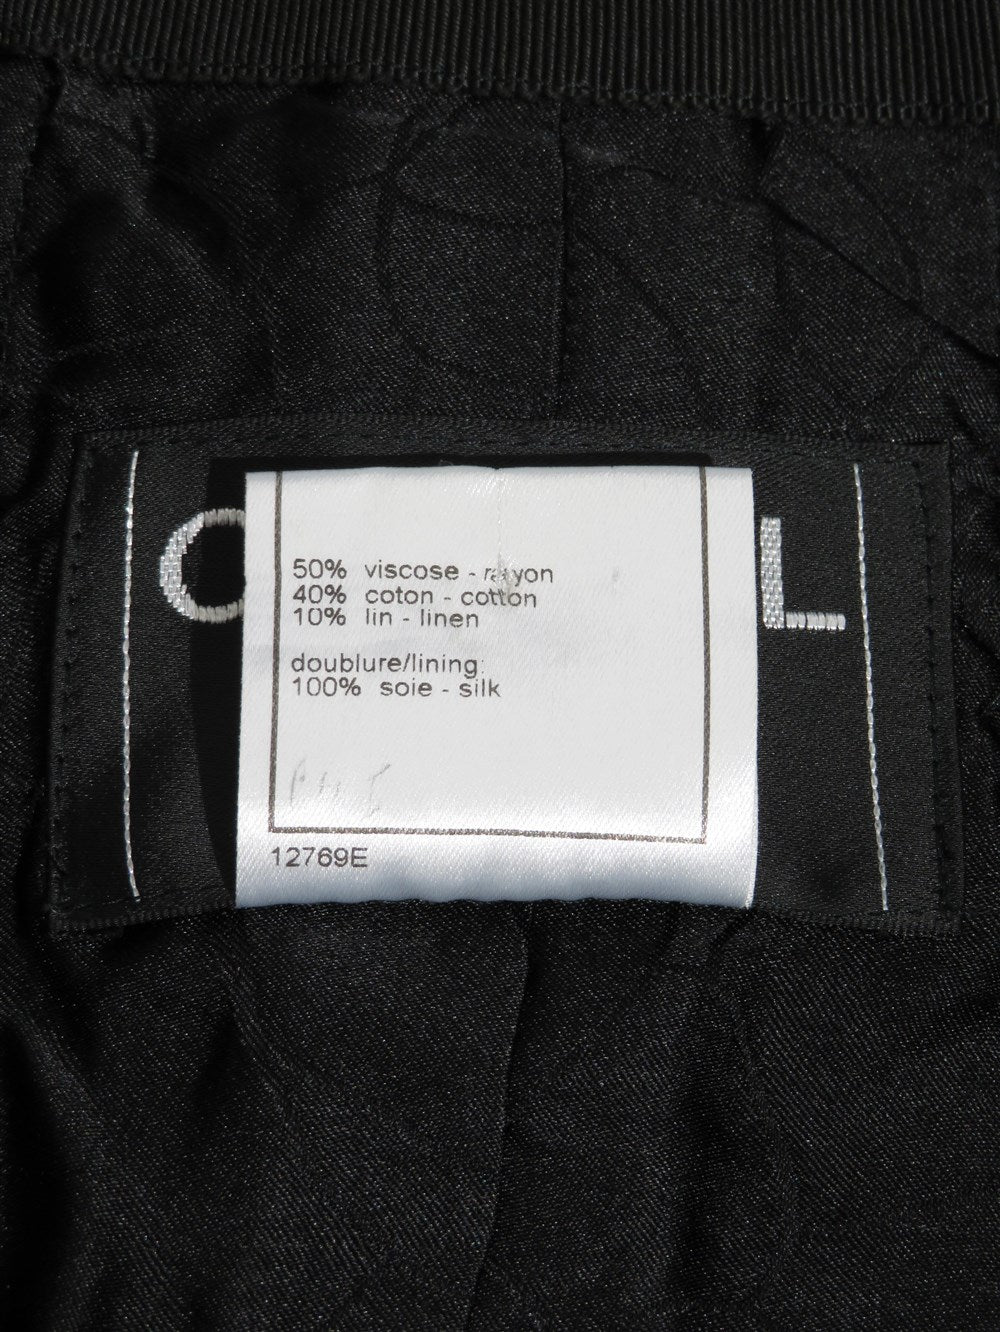 C L
50% viscose - rayon
40% coton - cotton
10% lin - linen
doublure/lining:
100% soie - silk
12769E